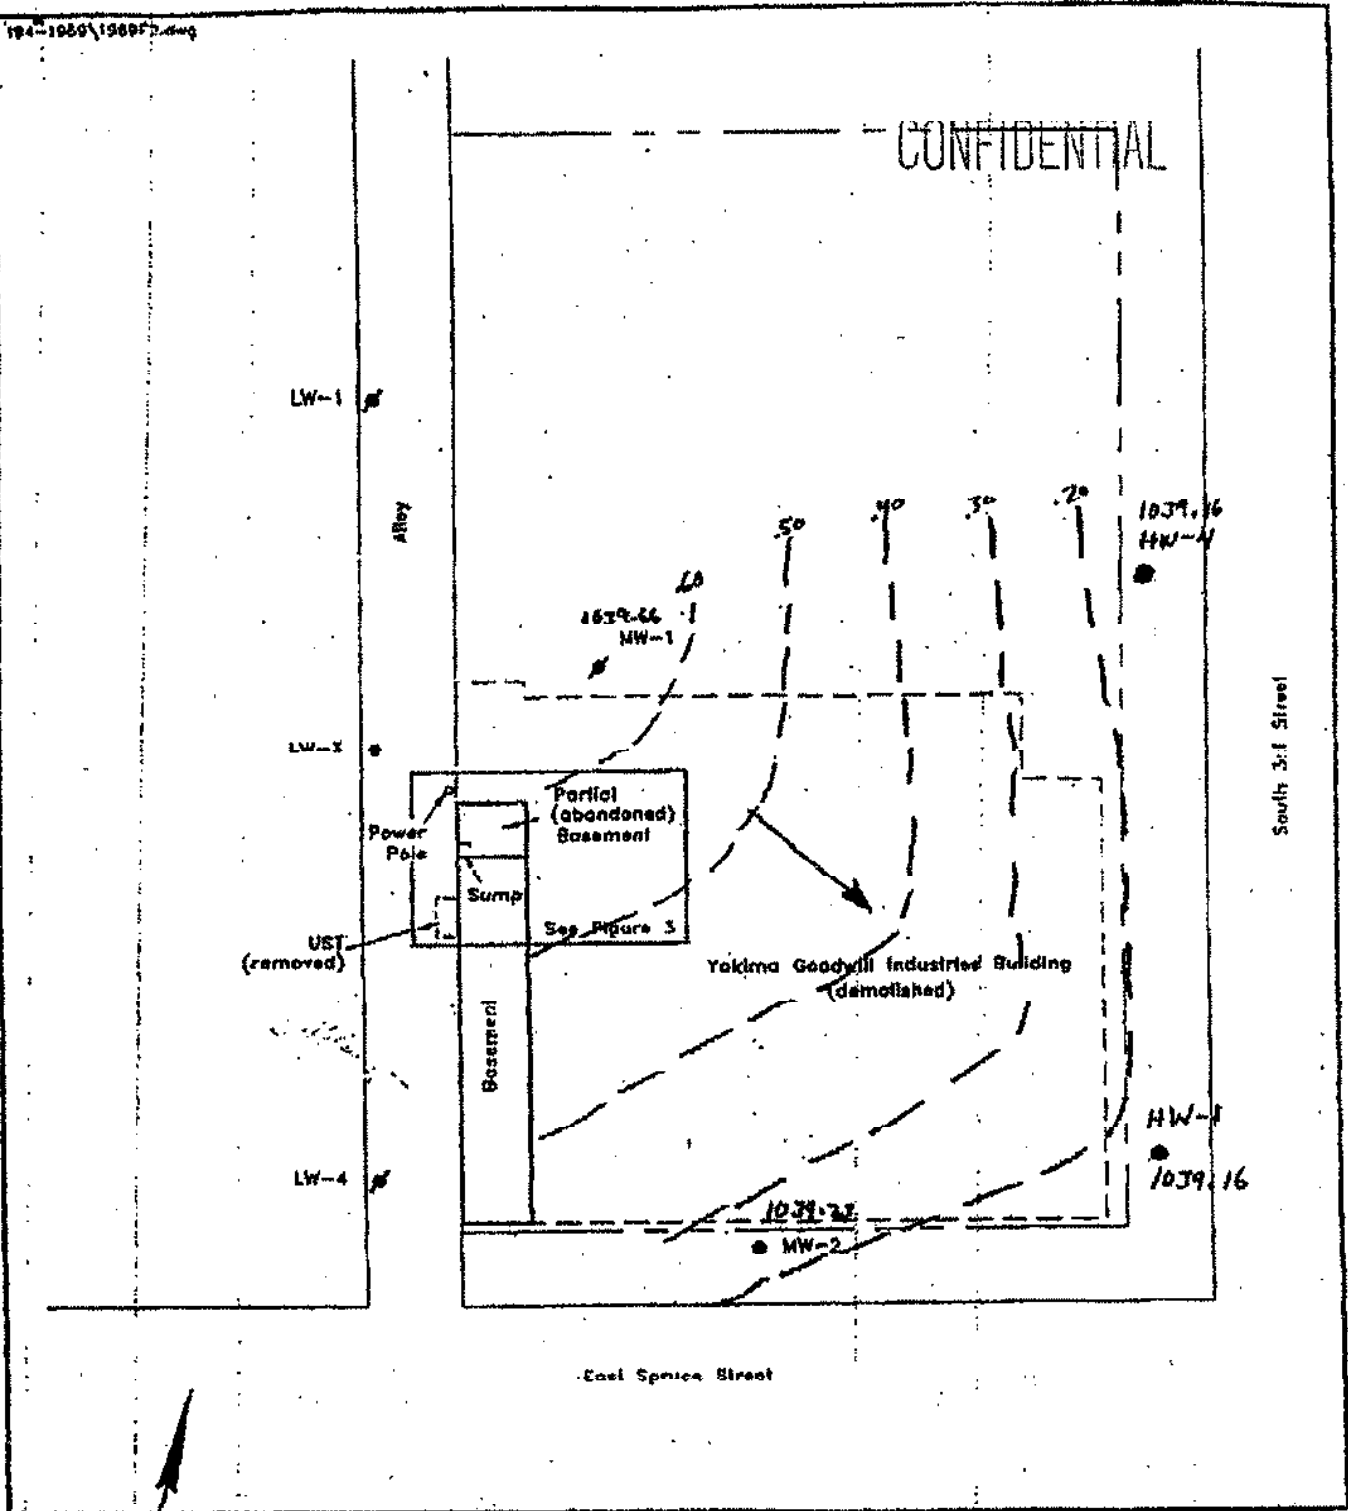 CONFIDENTIAL
LW-1
Alley
.50
.40
.30
.20
1039.16
HW-4
.60
1039.66
MW-1
South 3rd Street
Partial
(abandoned)
Basement
Power
Pole
Sump
See Figure 3
UST
(removed)
Yakima Goodwill Industries Building
(demolished)
Basement
HW-1
1039.16
LW-4
MW-2
East Spruce Street